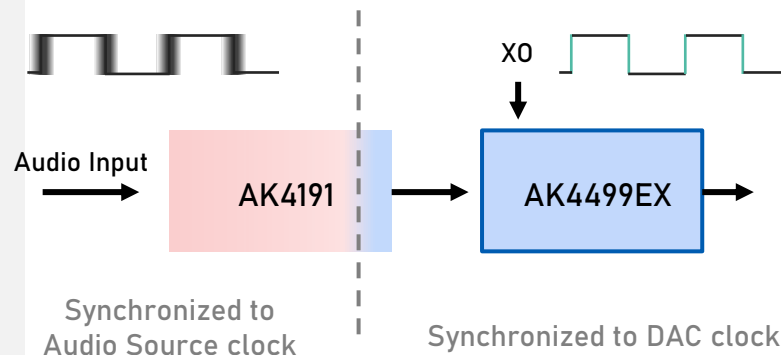 XO
Audio Input
AK4191
AK4499EX
Synchronized to
Audio Source clock
Synchronized to DAC clock